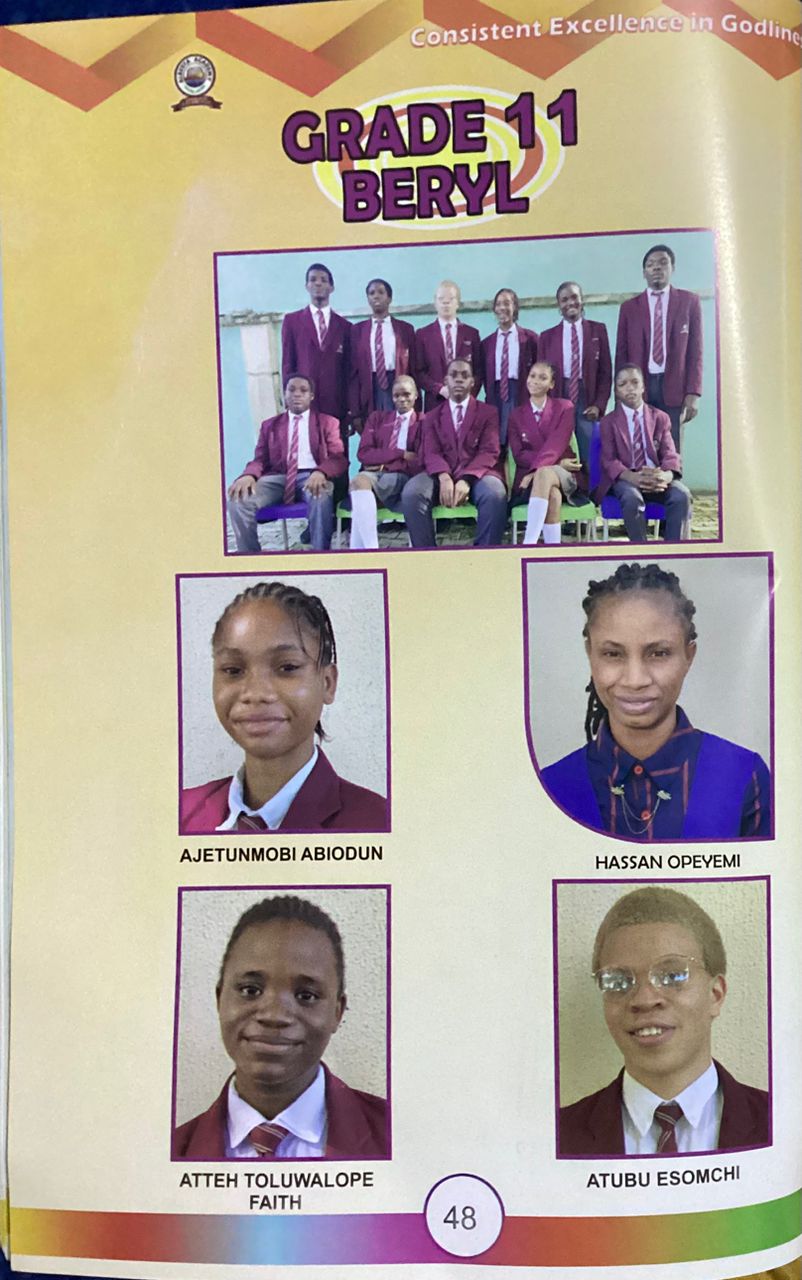 Consistent Excellence in Godline
GRADE 11
BERYL
AJETUNMOBI ABIODUN
HASSAN OPEYEMI
ATTEH TOLUWALOPE
FAITH
ATUBU ESOMCHI
48